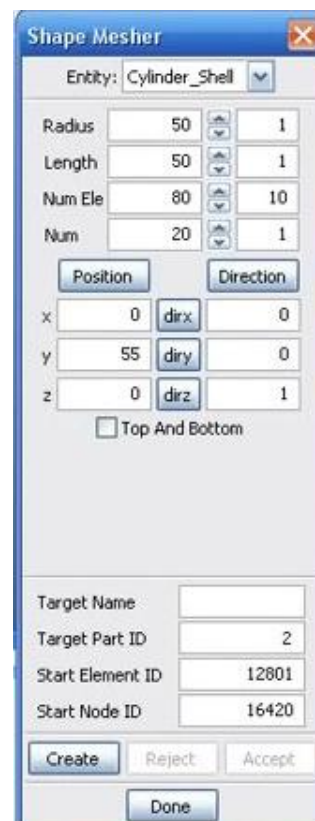 Shape Mesher
Entity: Cylinder_Shell
Radius 50 1
Length 50 1
Num Ele 80 10
Num 20 1
Position Direction
x 0 dirx 0
y 55 diry 0
z 0 dirz 1
Top And Bottom
Target Name
Target Part ID 2
Start Element ID 12801
Start Node ID 16420
Create Reject Accept
Done